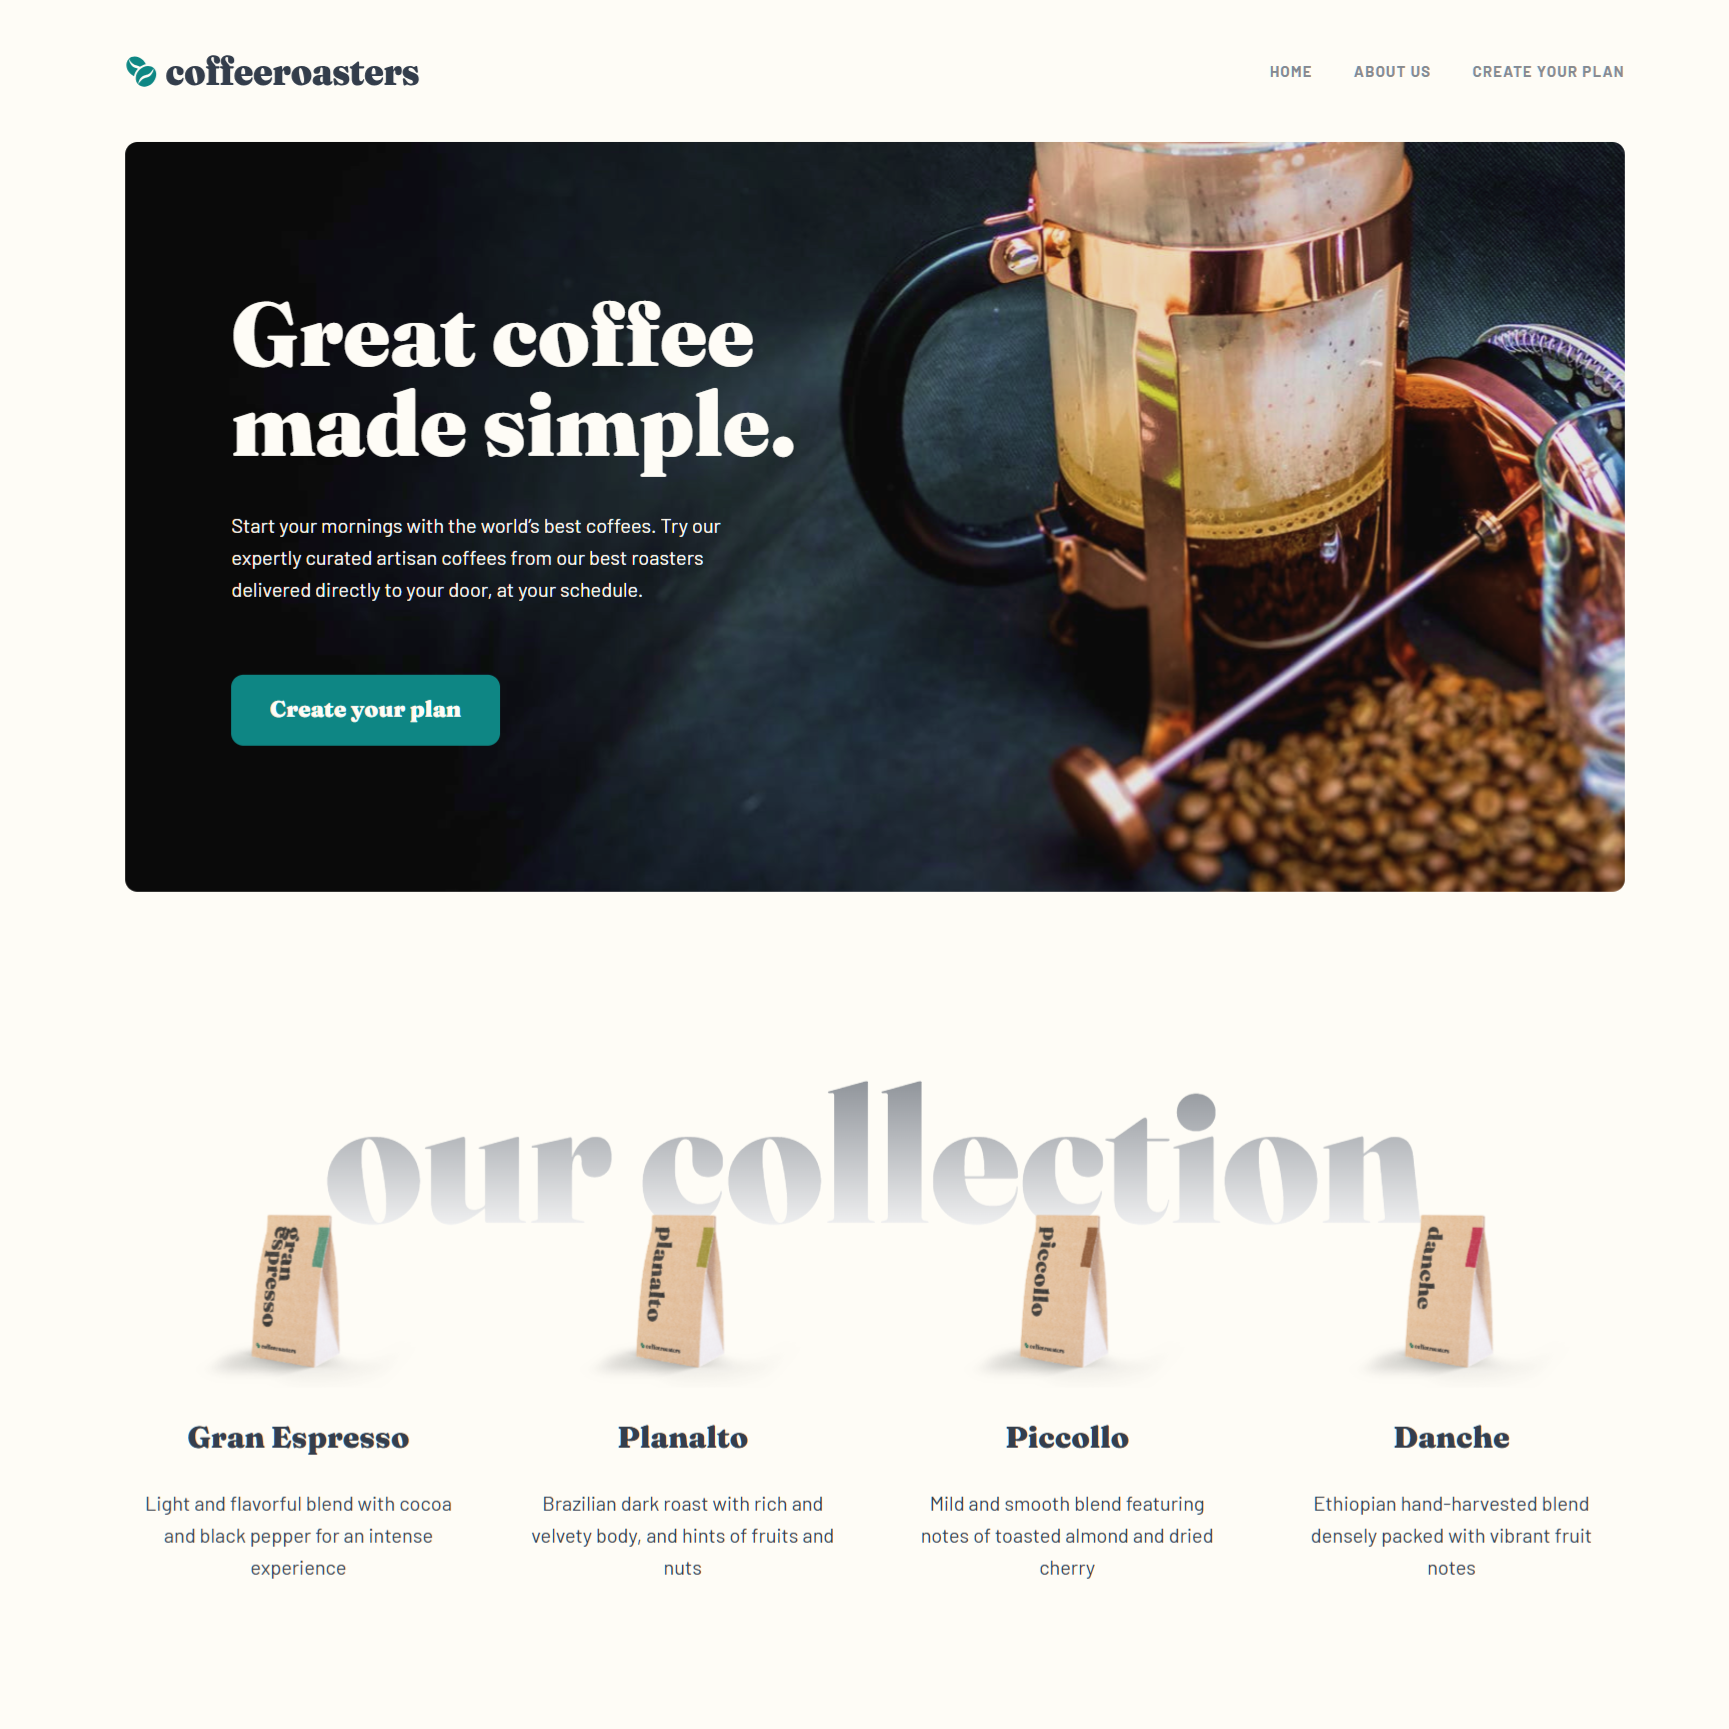 coffeeroasters
HOME
ABOUT US
CREATE YOUR PLAN
Great coffee
made simple.
Start your mornings with the world's best coffees. Try our
expertly curated artisan coffees from our best roasters
delivered directly to your door, at your schedule.
Create your plan
our collection
gran
espresso
coffeeroasters
planalto
coffeeroasters
piccollo
coffeeroasters
danche
coffeeroasters
Gran Espresso
Light and flavorful blend with cocoa
and black pepper for an intense
experience
Planalto
Brazilian dark roast with rich and
velvety body, and hints of fruits and
nuts
Piccollo
Mild and smooth blend featuring
notes of toasted almond and dried
cherry
Danche
Ethiopian hand-harvested blend
densely packed with vibrant fruit
notes